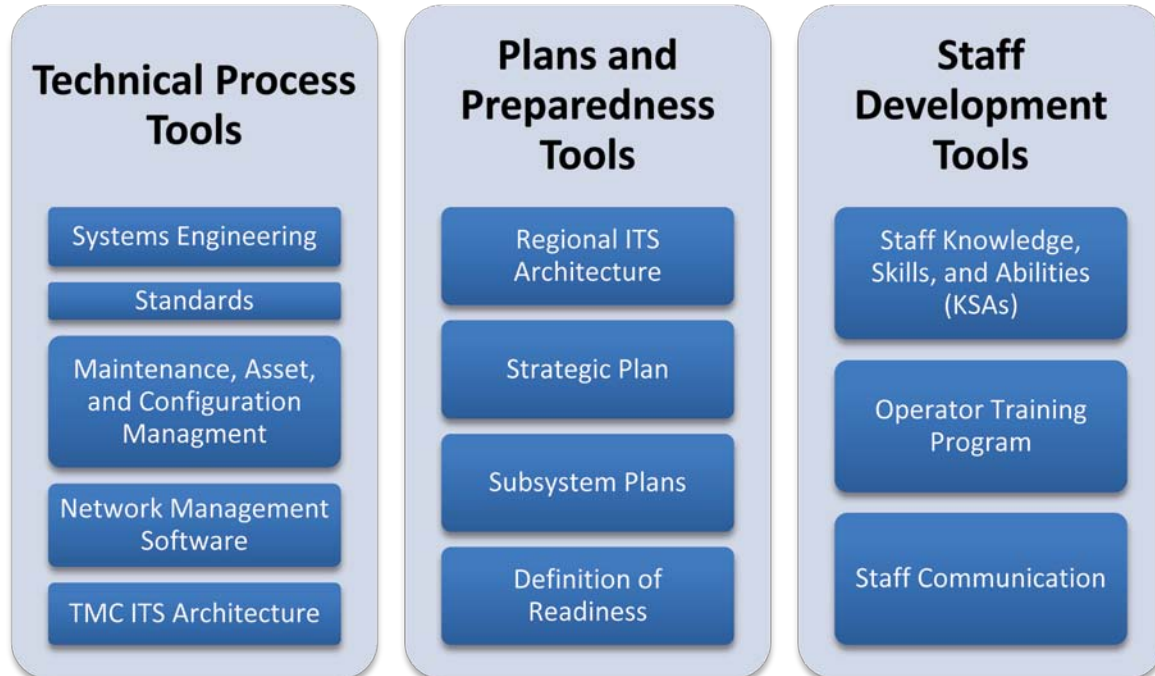 Technical Process
Tools
Systems Engineering
Standards
Maintenance, Asset,
and Configuration
Managment
Network Management
Software
TMC ITS Architecture
Plans and
Preparedness
Tools
Regional ITS
Architecture
Strategic Plan
Subsystem Plans
Definition of
Readiness
Staff
Development
Tools
Staff Knowledge,
Skills, and Abilities
(KSAs)
Operator Training
Program
Staff Communication